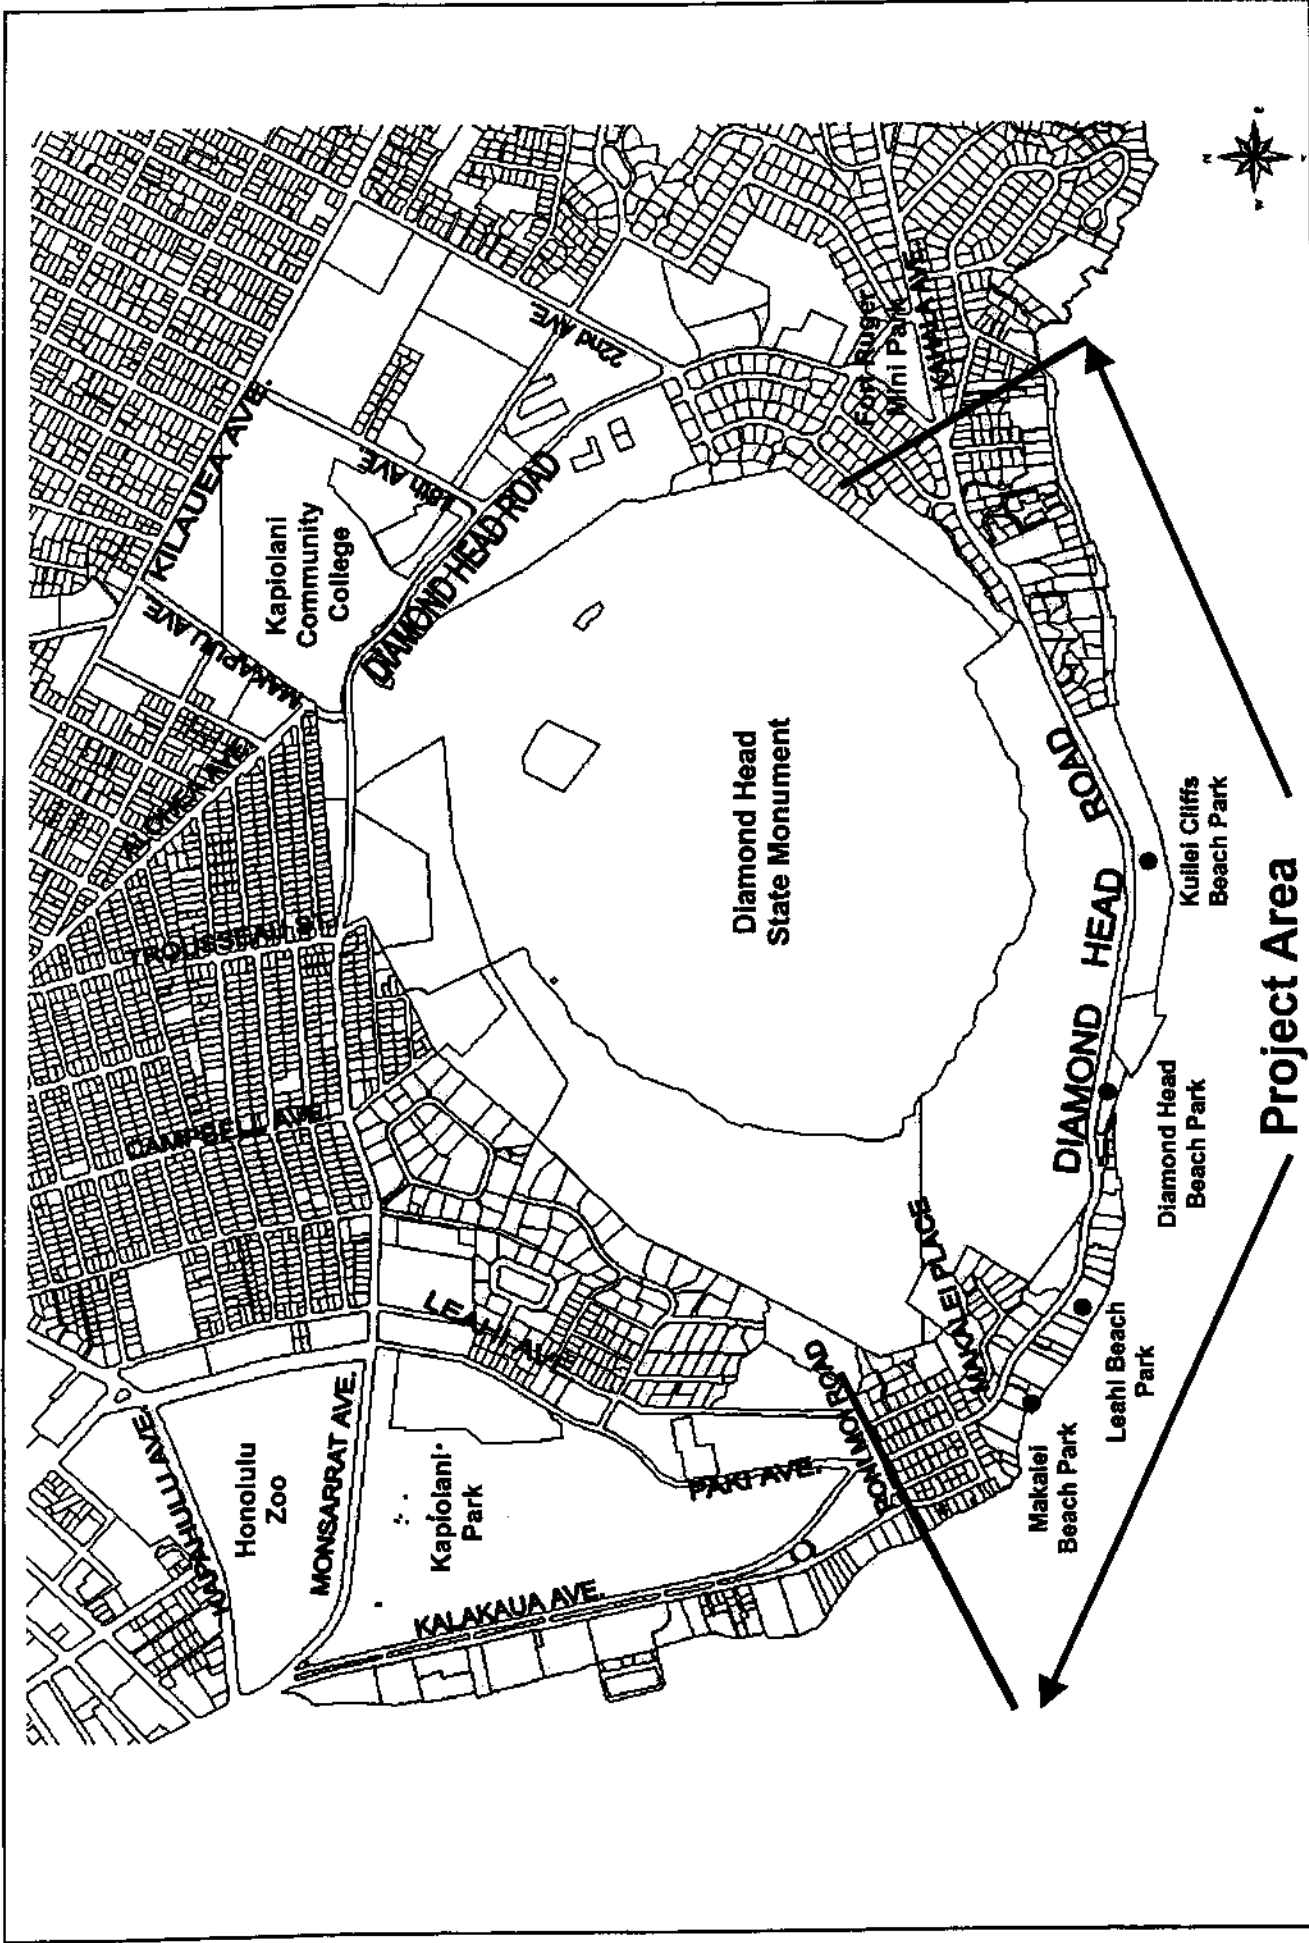 KILAUEA AVE.
MAKAPUU AVE.
ALOHEA AVE.
TROUSSEAU ST.
CAMPBELL AVE.
KAPAHULU AVE.
Honolulu
Zoo
MONSARRAT AVE.
Kapiolani
Community
College
18th AVE.
22nd AVE.
DIAMOND HEAD ROAD
LEAHI AVE.
Kapiolani
Park
KALAKAUA AVE.
PAKI AVE.
PONI MOI ROAD
Diamond Head
State Monument
Fort Ruger
Mini Park
KAHALA AVE.
MAKALEI PLACE
DIAMOND HEAD ROAD
Makalei
Beach Park
Leahi Beach
Park
Diamond Head
Beach Park
Kuilei Cliffs
Beach Park
Project Area
N
W
E